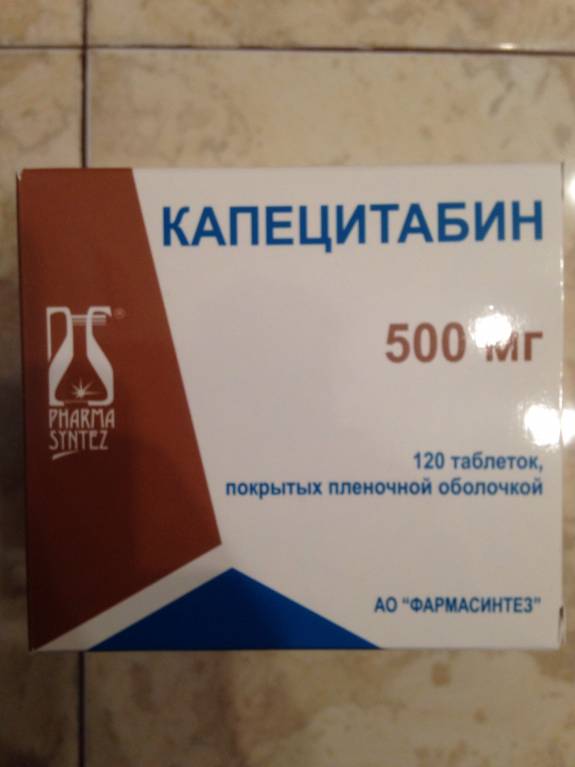 КАПЕЦИТАБИН
500 мг
PHARMA
SYNTEZ
®
120 таблеток,
покрытых пленочной оболочкой
АО "ФАРМАСИНТЕЗ"